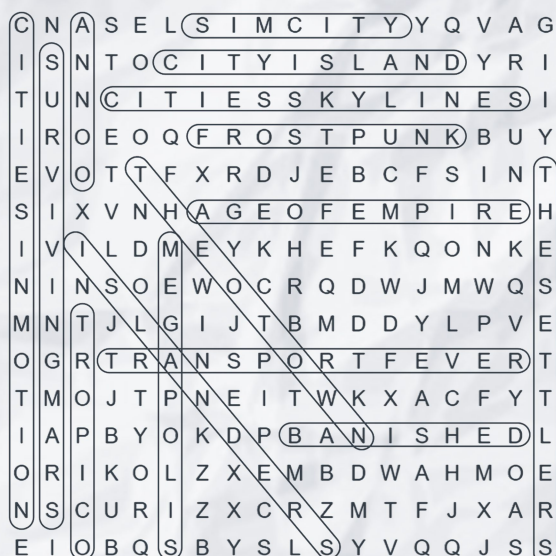 C N A S E L S I M C I T Y Y Q V A G
I S N T O C I T Y I S L A N D Y R I
T U N C I T I E S S K Y L I N E S I
I R O E O Q F R O S T P U N K B U Y
E V O T T F X R D J E B C F S I N T
S I X V N H A G E O F E M P I R E H
I V I L D M E Y K H E F K Q O N K E
N I N S O E W O C R Q D W J M W Q S
M N T J L G I J T B M D D Y L P V E
O G R T R A N S P O R T F E V E R T
T M O J T P N E I T W K X A C F Y T
I A P B Y O K D P B A N I S H E D L
O R I K O L Z X E M B D W A H M O E
N S C U R I Z X C R Z M T F J X A R
E I O B Q S B Y S L S Y V Q Q J S S